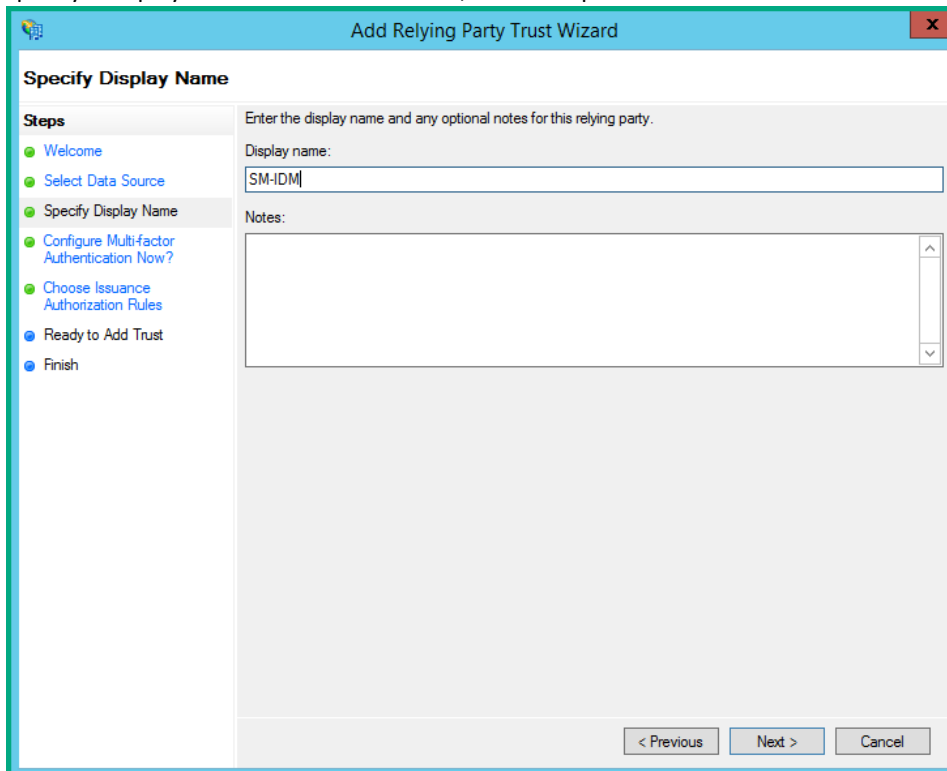 Add Relying Party Trust Wizard
x
Specify Display Name
Steps
Welcome
Select Data Source
Specify Display Name
Configure Multi-factor
Authentication Now?
Choose Issuance
Authorization Rules
Ready to Add Trust
Finish
Enter the display name and any optional notes for this relying party.
Display name:
SM-IDM
Notes:
< Previous
Next >
Cancel